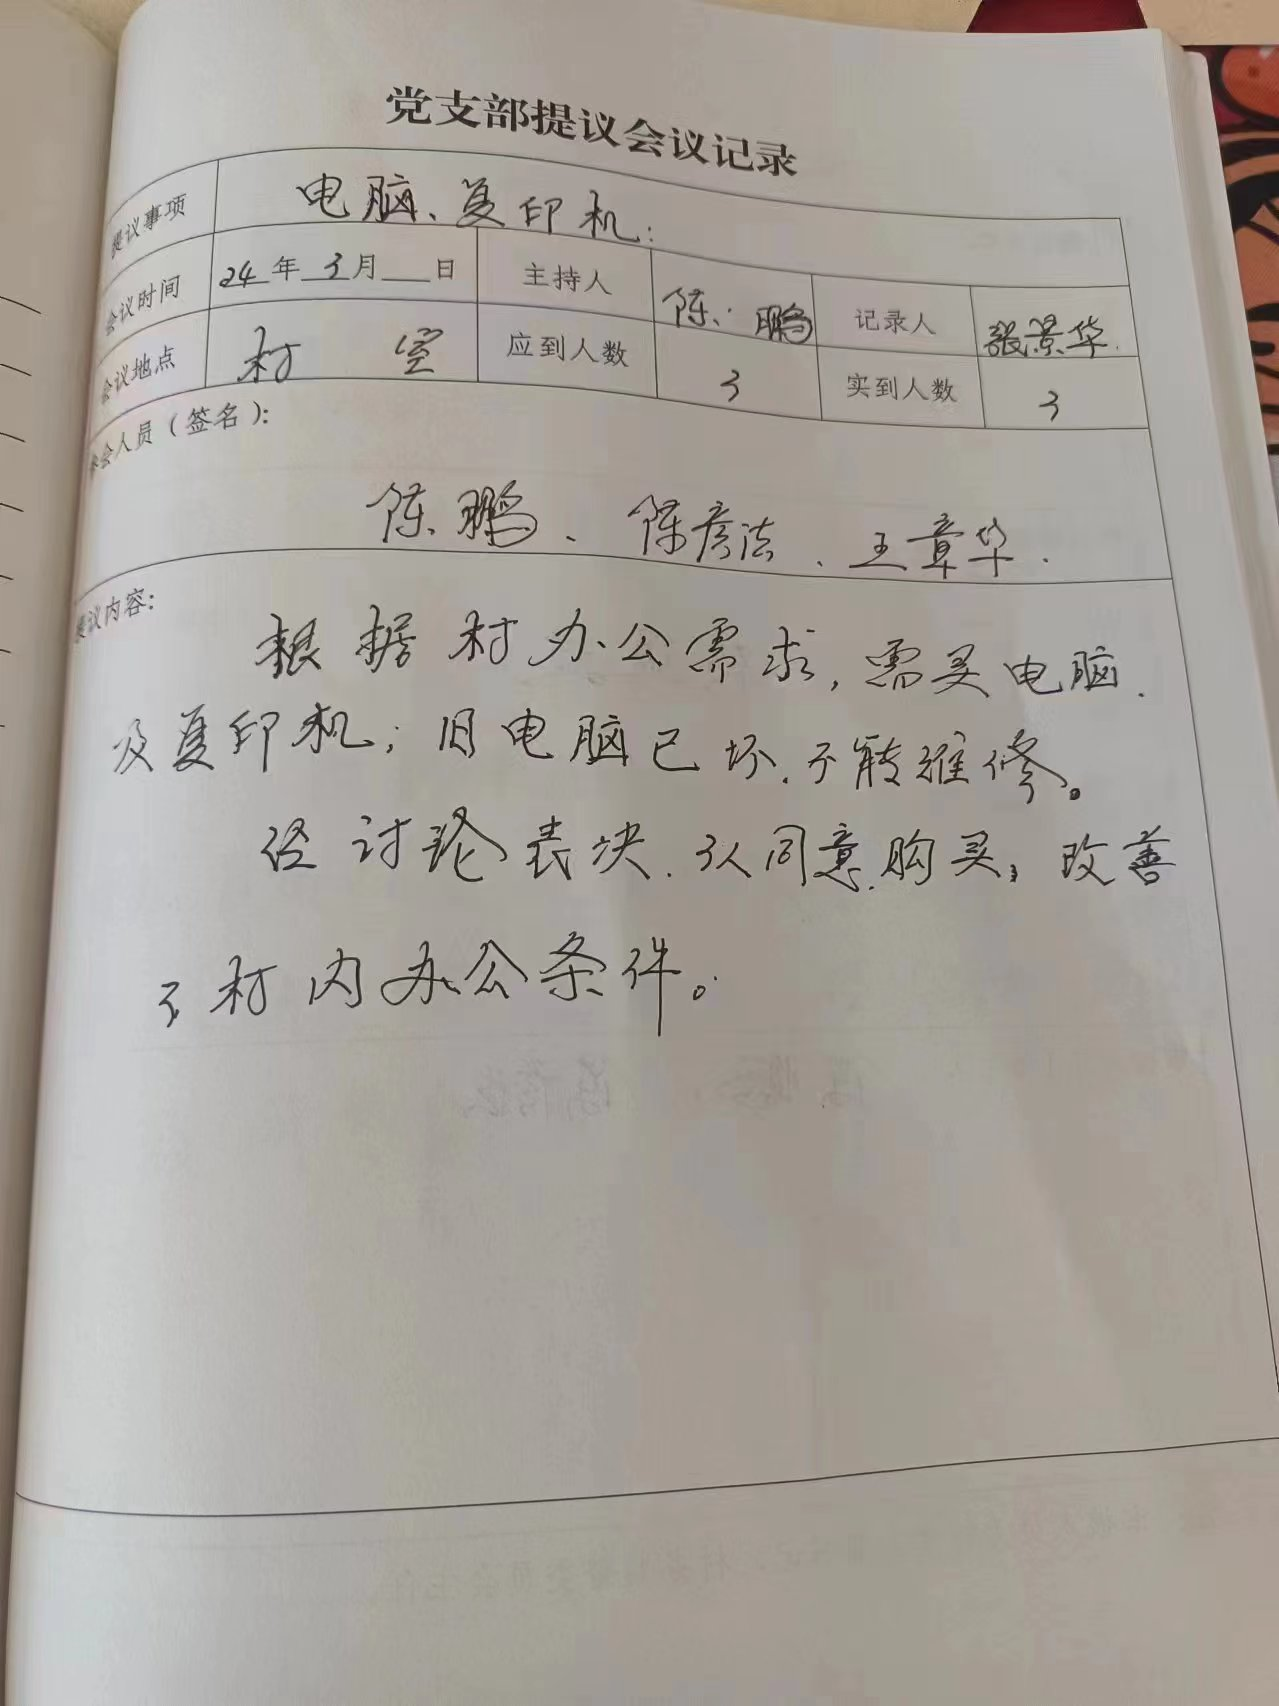 党支部提议会议记录
提议事项 电脑、复印机：
会议时间 24年3月 日 主持人 陈鹏 记录人 张景华
会议地点 村 室 应到人数 3 实到人数 3
参会人员（签名）：
陈鹏、陈彦法、王章华.
提议内容：
根据村办公需求，需买电脑.
及复印机；旧电脑已坏.不能维修。
经讨论表决.认同意.购买，改善
了村内办公条件。